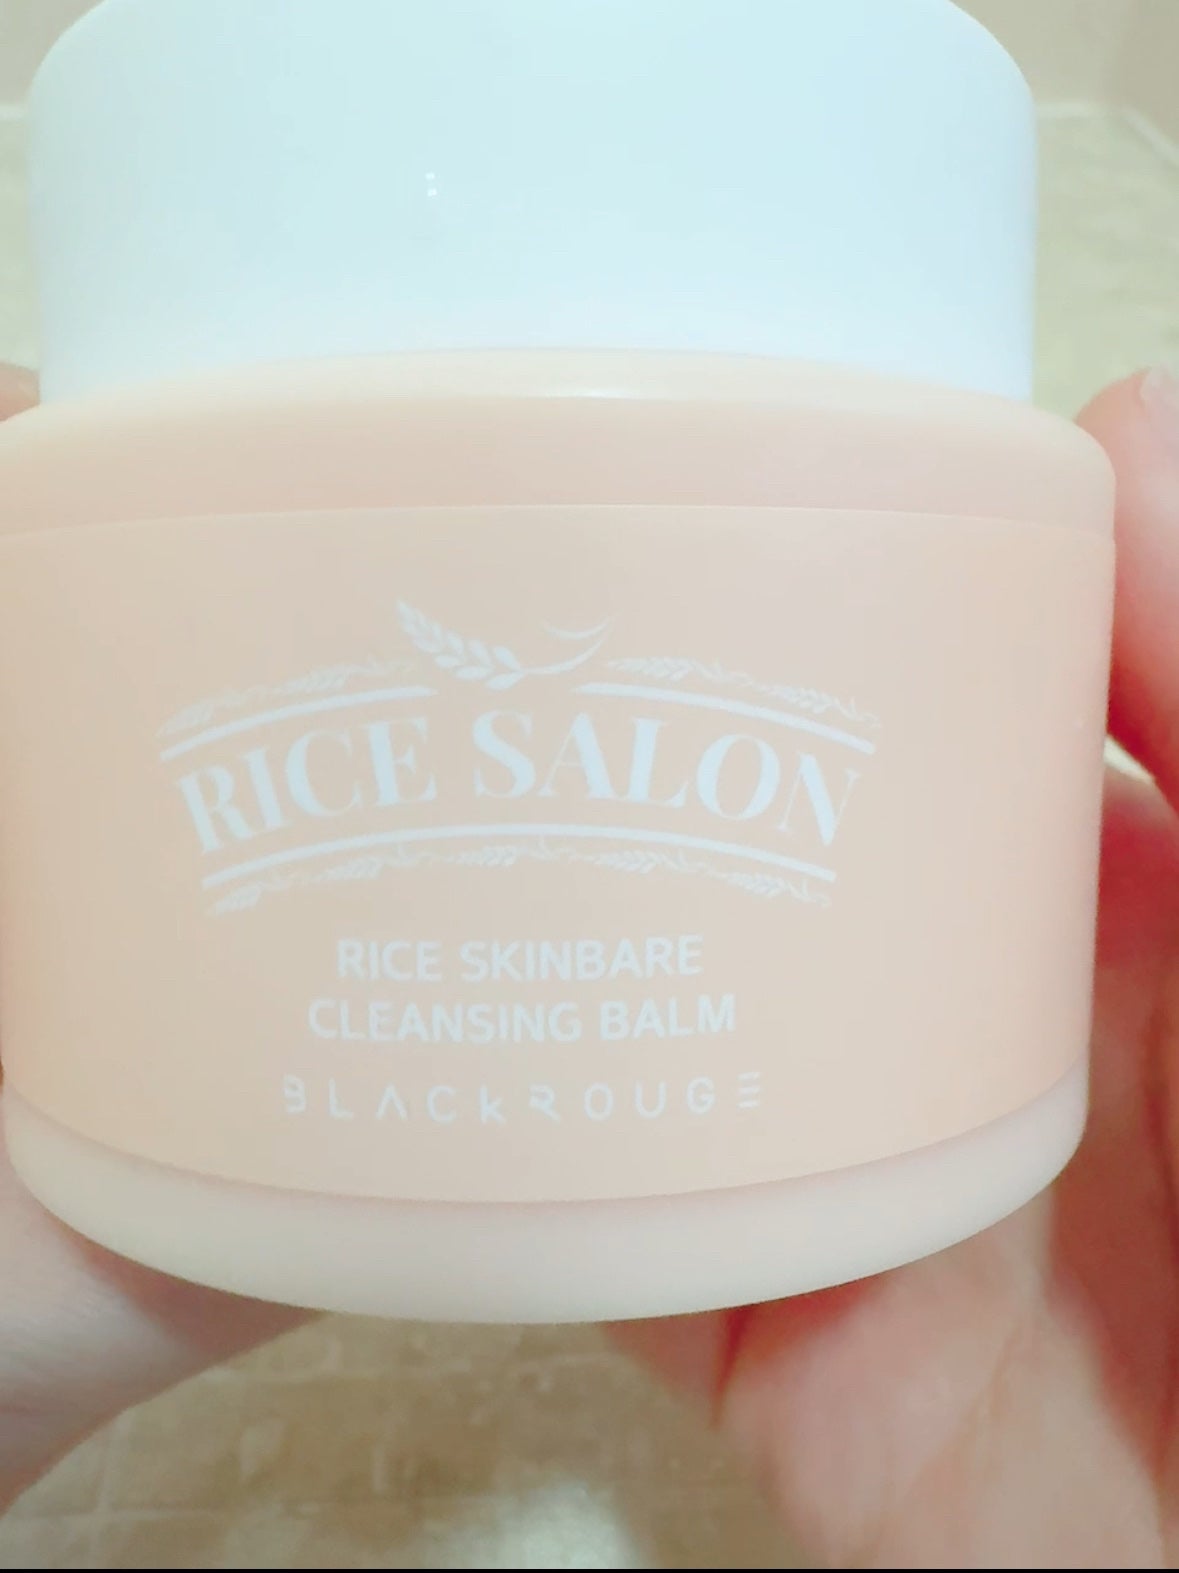 RICE SALON
RICE SKINBARE
CLEANSING BALM
BLACKROUGE